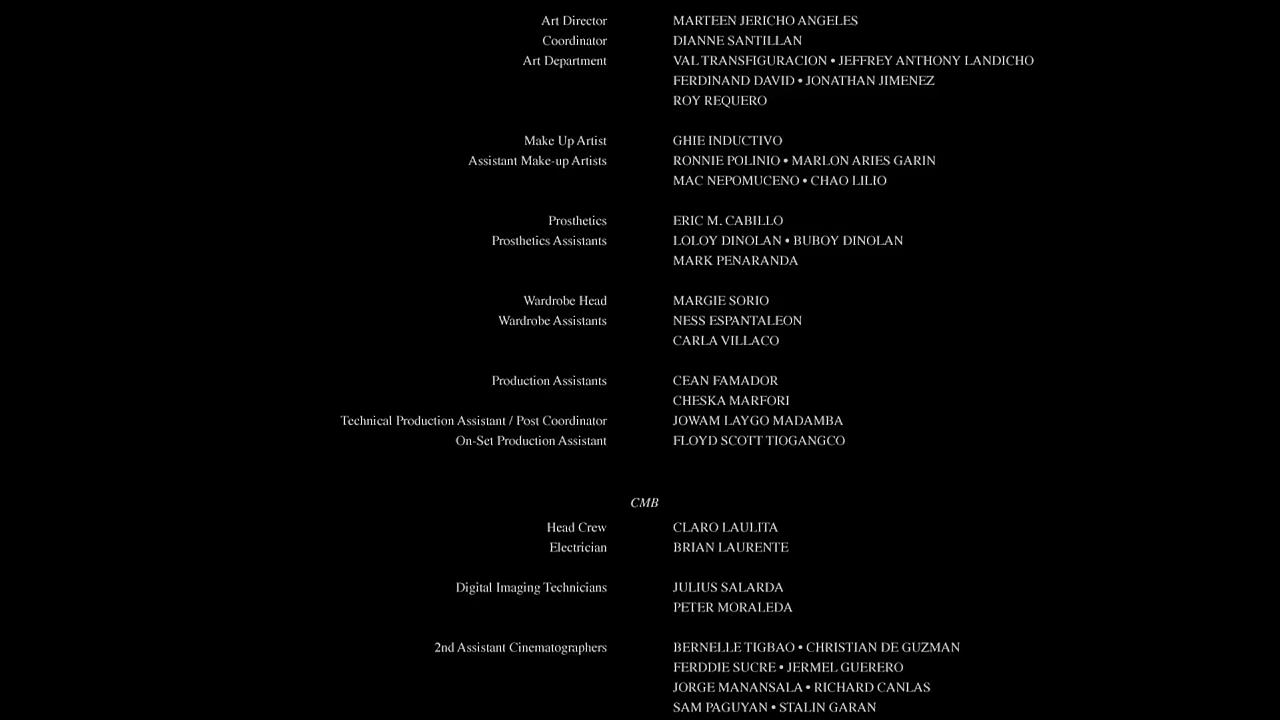 Art Director MARTEEN JERICHO ANGELES
Coordinator DIANNE SANTILLAN
Art Department VAL TRANSFIGURACION • JEFFREY ANTHONY LANDICHO
FERDINAND DAVID • JONATHAN JIMENEZ
ROY REQUERO
Make Up Artist GHIE INDUCTIVO
Assistant Make-up Artists RONNIE POLINIO • MARLON ARIES GARIN
MAC NEPOMUCENO • CHAO LILIO
Prosthetics ERIC M. CABILLO
Prosthetics Assistants LOLOY DINOLAN • BUBOY DINOLAN
MARK PENARANDA
Wardrobe Head MARGIE SORIO
Wardrobe Assistants NESS ESPANTALEON
CARLA VILLACO
Production Assistants CEAN FAMADOR
CHESKA MARFORI
Technical Production Assistant / Post Coordinator JOWAM LAYGO MADAMBA
On-Set Production Assistant FLOYD SCOTT TIOGANGCO
CMB
Head Crew CLARO LAULITA
Electrician BRIAN LAURENTE
Digital Imaging Technicians JULIUS SALARDA
PETER MORALEDA
2nd Assistant Cinematographers BERNELLE TIGBAO • CHRISTIAN DE GUZMAN
FERDDIE SUCRE • JERMEL GUERERO
JORGE MANANSALA • RICHARD CANLAS
SAM PAGUYAN • STALIN GARAN